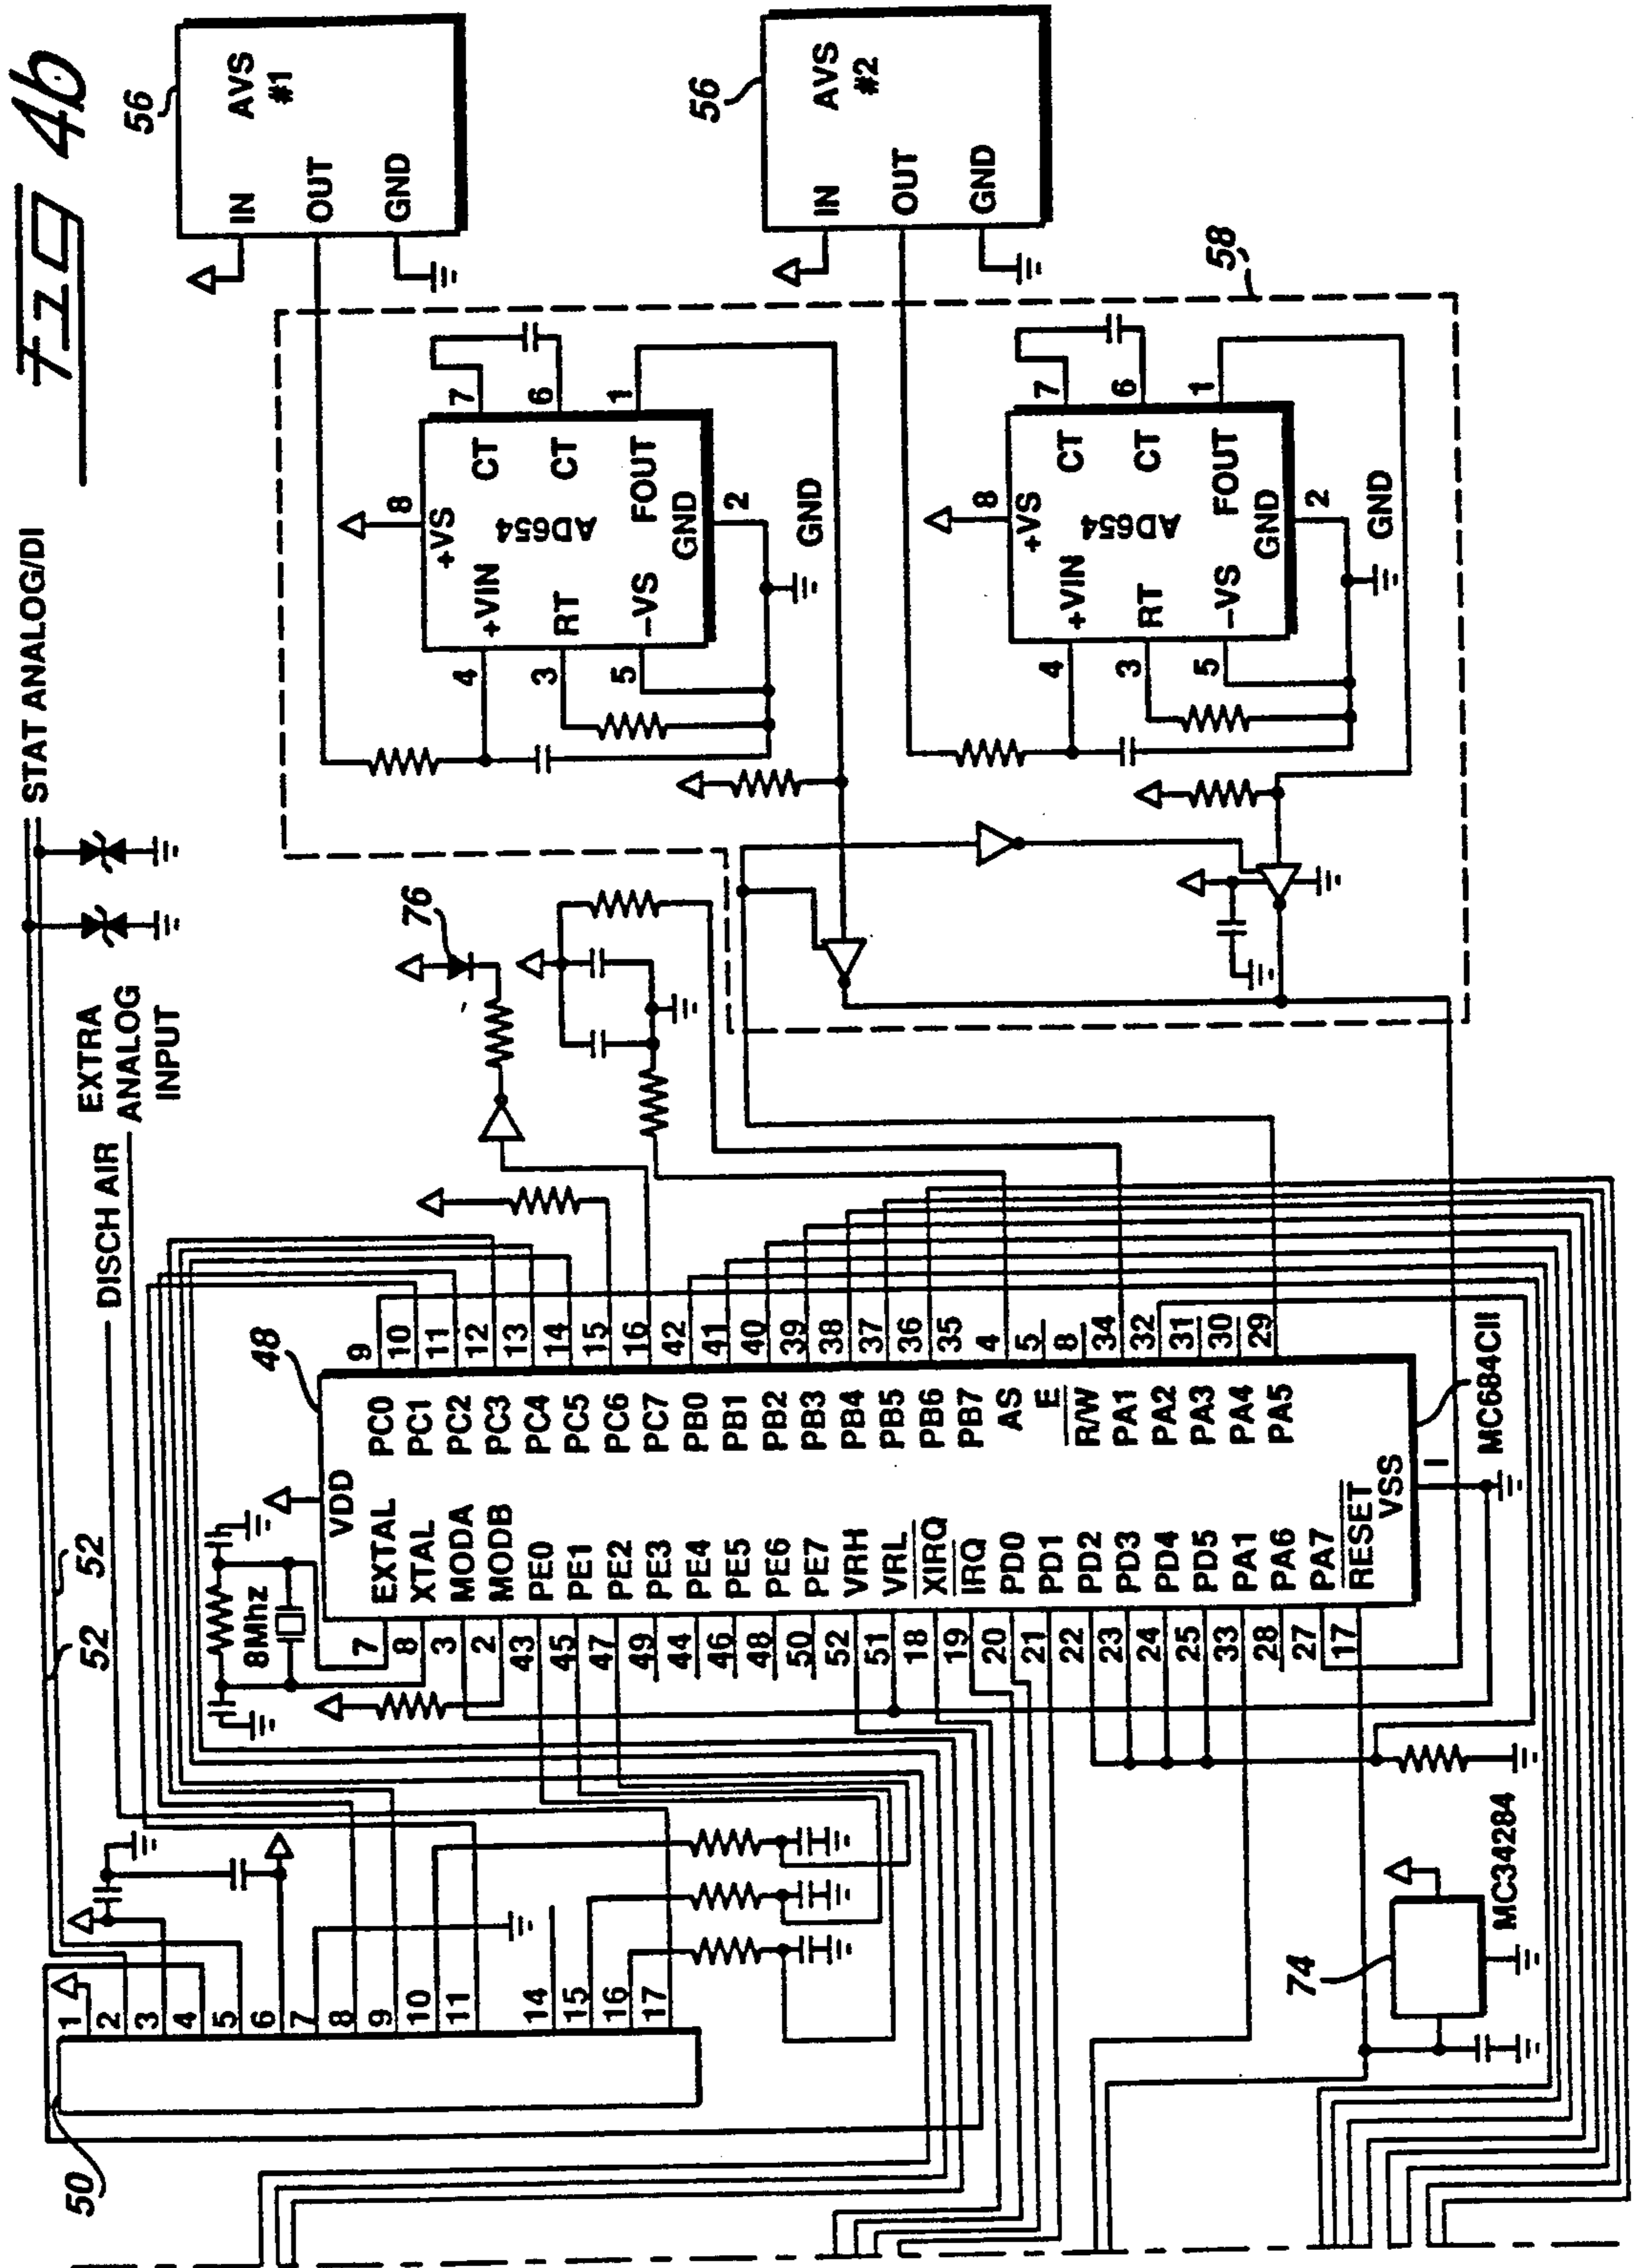 FIG 4b
STAT ANALOG/DI
DISCH AIR
EXTRA
ANALOG
INPUT
52
52
50
1
2
3
4
5
6
7
8
9
10
11
14
15
16
17
8Mhz
48
VDD
EXTAL
XTAL
MODA
MODB
PE0
PE1
PE2
PE3
PE4
PE5
PE6
PE7
VRH
VRL
XIRQ
IRQ
PD0
PD1
PD2
PD3
PD4
PD5
PA1
PA6
PA7
RESET
VSS
7
8
3
2
43
45
47
49
44
46
48
50
52
51
18
19
20
21
22
23
24
25
33
28
27
17
1
PC0
PC1
PC2
PC3
PC4
PC5
PC6
PC7
PB0
PB1
PB2
PB3
PB4
PB5
PB6
PB7
AS
E
R/W
PA1
PA2
PA3
PA4
PA5
9
10
11
12
13
14
15
16
42
41
40
39
38
37
36
35
4
5
8
34
32
31
30
29
MC684CII
74
MC34284
76
58
+VS
8
+VIN
4
RT
3
-VS
5
AD654
CT
7
CT
6
FOUT
1
GND
2
GND
+VS
8
+VIN
4
RT
3
-VS
5
AD654
CT
7
CT
6
FOUT
1
GND
2
GND
56
AVS
#1
IN
OUT
GND
56
AVS
#2
IN
OUT
GND